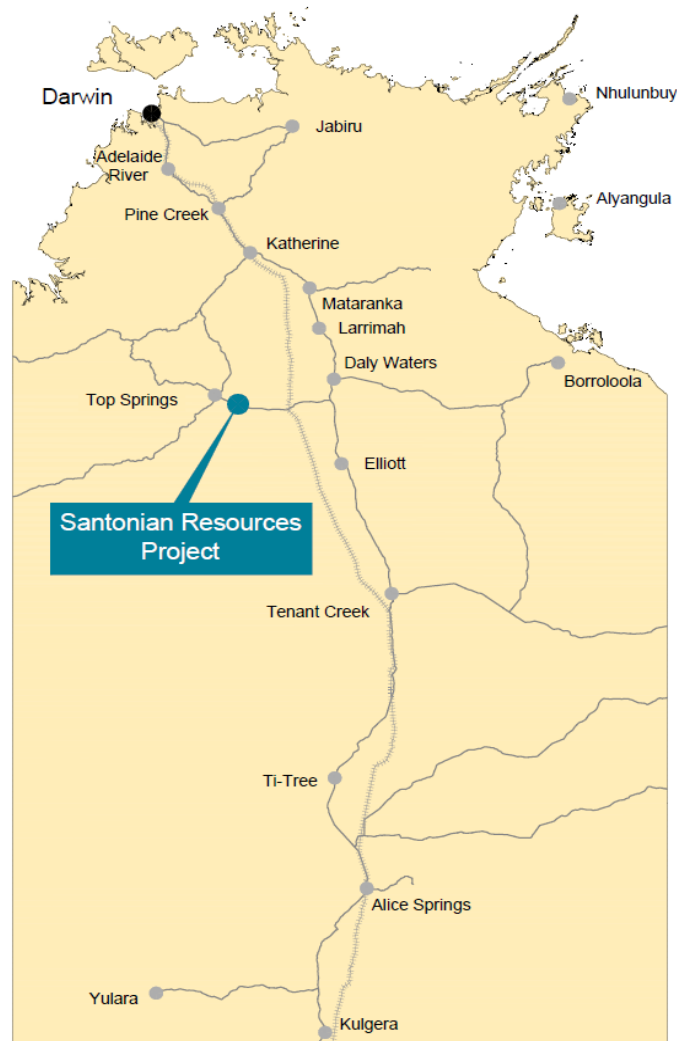 Darwin
Nhulunbuy
Jabiru
Adelaide
River
Alyangula
Pine Creek
Katherine
Mataranka
Larrimah
Daly Waters
Borroloola
Top Springs
Elliott
Santonian Resources
Project
Tenant Creek
Ti-Tree
Alice Springs
Yulara
Kulgera